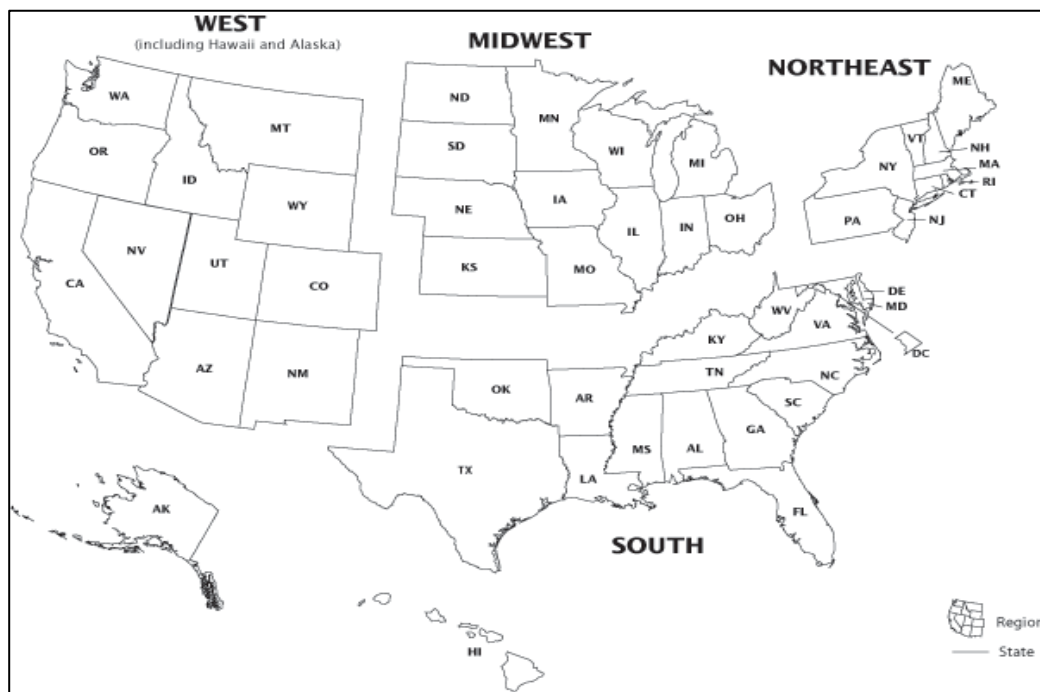 WEST
(including Hawaii and Alaska)
MIDWEST
NORTHEAST
WA
MT
OR
ID
WY
NV
UT
CO
CA
AZ
NM
AK
HI
ND
MN
SD
WI
MI
NE
IA
IL
IN
OH
KS
MO
ME
VT
NH
NY
MA
RI
CT
PA
NJ
DE
MD
WV
VA
DC
KY
TN
NC
OK
AR
SC
MS
AL
GA
TX
LA
FL
SOUTH
Region
State